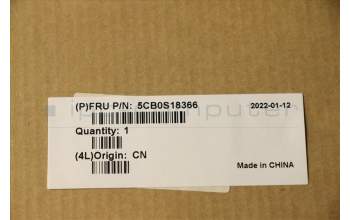 (P)FRU P/N: 5CB0S18366
2022-01-12
Quantity: 1
(4L)Origin: CN
Made in CHINA